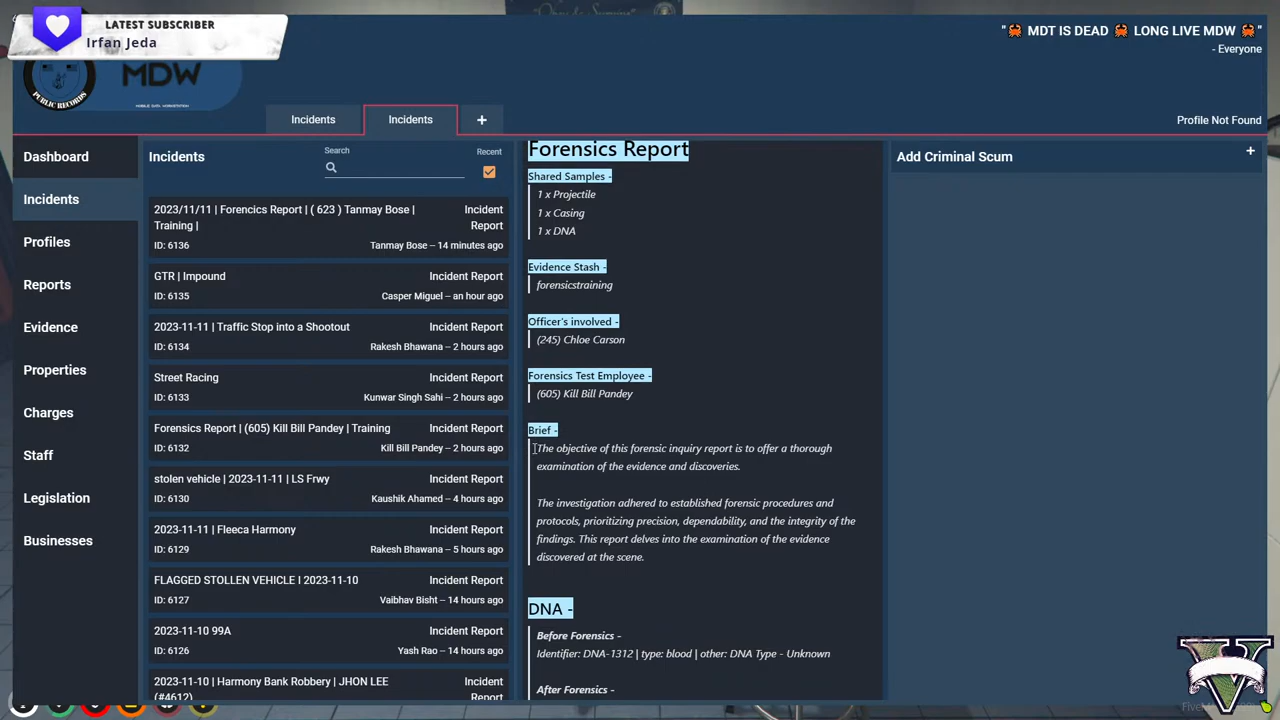 LATEST SUBSCRIBER
Irfan Jeda
" 🦀 MDT IS DEAD 🦀 LONG LIVE MDW 🦀 "
- Everyone
PUBLIC RECORDS
MDW
MOBILE DATA WORKSTATION
Incidents
Incidents
+
Profile Not Found
Dashboard
Incidents
Profiles
Reports
Evidence
Properties
Charges
Staff
Legislation
Businesses
Incidents
Search
Recent
2023/11/11 | Forencics Report | ( 623 ) Tanmay Bose |
Training |
Incident
Report
ID: 6136
Tanmay Bose – 14 minutes ago
GTR | Impound
Incident Report
ID: 6135
Casper Miguel – an hour ago
2023-11-11 | Traffic Stop into a Shootout
Incident Report
ID: 6134
Rakesh Bhawana – 2 hours ago
Street Racing
Incident Report
ID: 6133
Kunwar Singh Sahi – 2 hours ago
Forensics Report | (605) Kill Bill Pandey | Training
Incident Report
ID: 6132
Kill Bill Pandey – 2 hours ago
stolen vehicle | 2023-11-11 | LS Frwy
Incident Report
ID: 6130
Kaushik Ahamed – 4 hours ago
2023-11-11 | Fleeca Harmony
Incident Report
ID: 6129
Rakesh Bhawana – 5 hours ago
FLAGGED STOLLEN VEHICLE I 2023-11-10
Incident Report
ID: 6127
Vaibhav Bisht – 14 hours ago
2023-11-10 99A
Incident Report
ID: 6126
Yash Rao – 14 hours ago
2023-11-10 | Harmony Bank Robbery | JHON LEE
(#4612)
Incident
Report
Forensics Report
Shared Samples -
1 x Projectile
1 x Casing
1 x DNA
Evidence Stash -
forensicstraining
Officer's involved -
(245) Chloe Carson
Forensics Test Employee -
(605) Kill Bill Pandey
Brief -
The objective of this forensic inquiry report is to offer a thorough
examination of the evidence and discoveries.
The investigation adhered to established forensic procedures and
protocols, prioritizing precision, dependability, and the integrity of the
findings. This report delves into the examination of the evidence
discovered at the scene.
DNA -
Before Forensics -
Identifier: DNA-1312 | type: blood | other: DNA Type - Unknown
After Forensics -
Add Criminal Scum
+